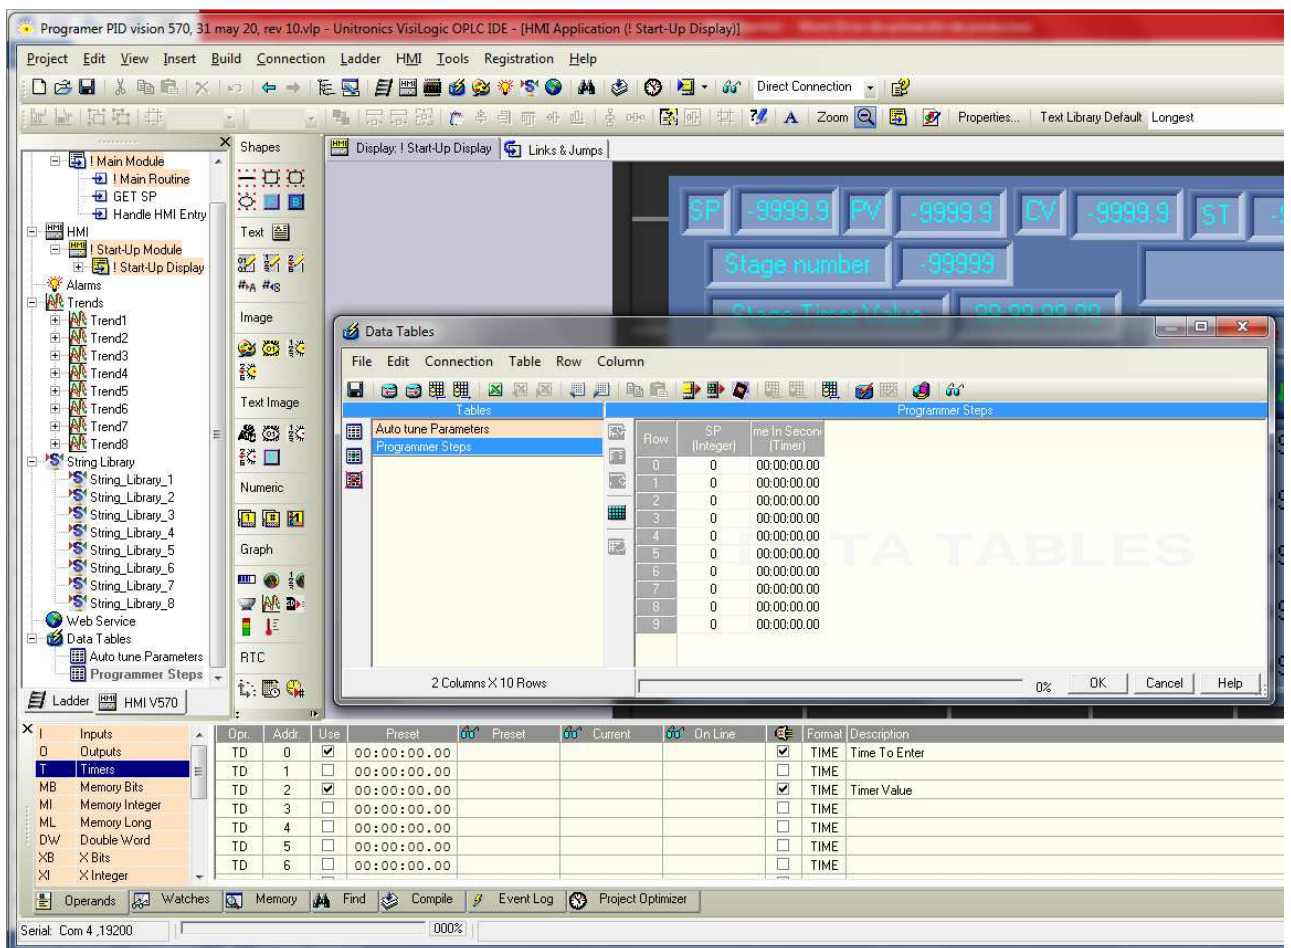 Programer PID vision 570, 31 may 20, rev 10.vlp - Unitronics VisiLogic OPLC IDE - [HMI Application (! Start-Up Display)]
Project Edit View Insert Build Connection Ladder HMI Tools Registration Help
Direct Connection
Zoom Properties... Text Library Default Longest
! Main Module
! Main Routine
GET SP
Handle HMI Entry
HMI
! Start-Up Module
! Start-Up Display
Alarms
Trends
Trend1
Trend2
Trend3
Trend4
Trend5
Trend6
Trend7
Trend8
String Library
String_Library_1
String_Library_2
String_Library_3
String_Library_4
String_Library_5
String_Library_6
String_Library_7
String_Library_8
Web Service
Data Tables
Auto tune Parameters
Programmer Steps
Ladder HMI V570
Shapes
Text
Image
Text Image
Numeric
Graph
RTC
Display: ! Start-Up Display Links & Jumps
SP -9999.9 PV -9999.9 CV -9999.9 ST
Stage number -99999
Stage Timer Value 99:99:99.99
Data Tables
File Edit Connection Table Row Column
Tables Programmer Steps
Auto tune Parameters
Programmer Steps
Row SP (Integer) me In Secon (Timer)
0 0 00:00:00.00
1 0 00:00:00.00
2 0 00:00:00.00
3 0 00:00:00.00
4 0 00:00:00.00
5 0 00:00:00.00
6 0 00:00:00.00
7 0 00:00:00.00
8 0 00:00:00.00
9 0 00:00:00.00
DATA TABLES
2 Columns X 10 Rows 0% OK Cancel Help
I Inputs
O Outputs
T Timers
MB Memory Bits
MI Memory Integer
ML Memory Long
DW Double Word
XB X Bits
XI X Integer
Opr. Addr. Use Preset Preset Current On Line Format Description
TD 0 00:00:00.00 TIME Time To Enter
TD 1 00:00:00.00 TIME
TD 2 00:00:00.00 TIME Timer Value
TD 3 00:00:00.00 TIME
TD 4 00:00:00.00 TIME
TD 5 00:00:00.00 TIME
TD 6 00:00:00.00 TIME
Operands Watches Memory Find Compile Event Log Project Optimizer
Serial: Com 4 ,19200 000%